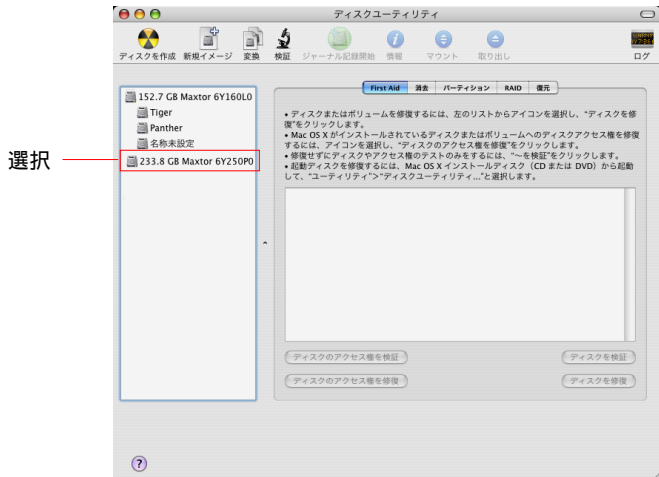 ディスクユーティリティ
ディスクを作成 新規イメージ 変換 検証 ジャーナル記録開始 情報 マウント 取り出し ログ
First Aid 消去 パーティション RAID 復元
152.7 GB Maxtor 6Y160L0
Tiger
Panther
名称未設定
選択
233.8 GB Maxtor 6Y250P0
• ディスクまたはボリュームを修復するには、左のリストからアイコンを選択し、"ディスクを修
復"をクリックします。
• Mac OS X がインストールされているディスクまたはボリュームへのディスクアクセス権を修復
するには、アイコンを選択し、"ディスクのアクセス権を修復"をクリックします。
• 修復せずにディスクやアクセス権のテストのみをするには、"～を検証"をクリックします。
• 起動ディスクを修復するには、Mac OS X インストールディスク（CD または DVD）から起動
して、"ユーティリティ">"ディスクユーティリティ..."と選択します。
ディスクのアクセス権を検証 ディスクを検証
ディスクのアクセス権を修復 ディスクを修復
?